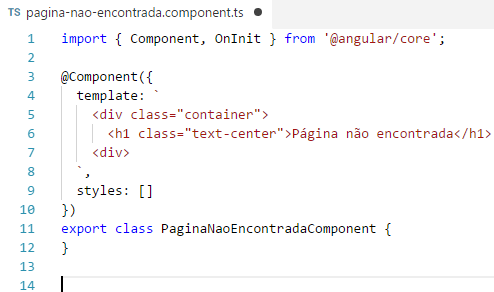 TS pagina-nao-encontrada.component.ts
1 import { Component, OnInit } from '@angular/core';
2
3 @Component({
4   template: `
5     <div class="container">
6       <h1 class="text-center">Página não encontrada</h1>
7     <div>
8   `,
9   styles: []
10 })
11 export class PaginaNaoEncontradaComponent {
12 }
13
14